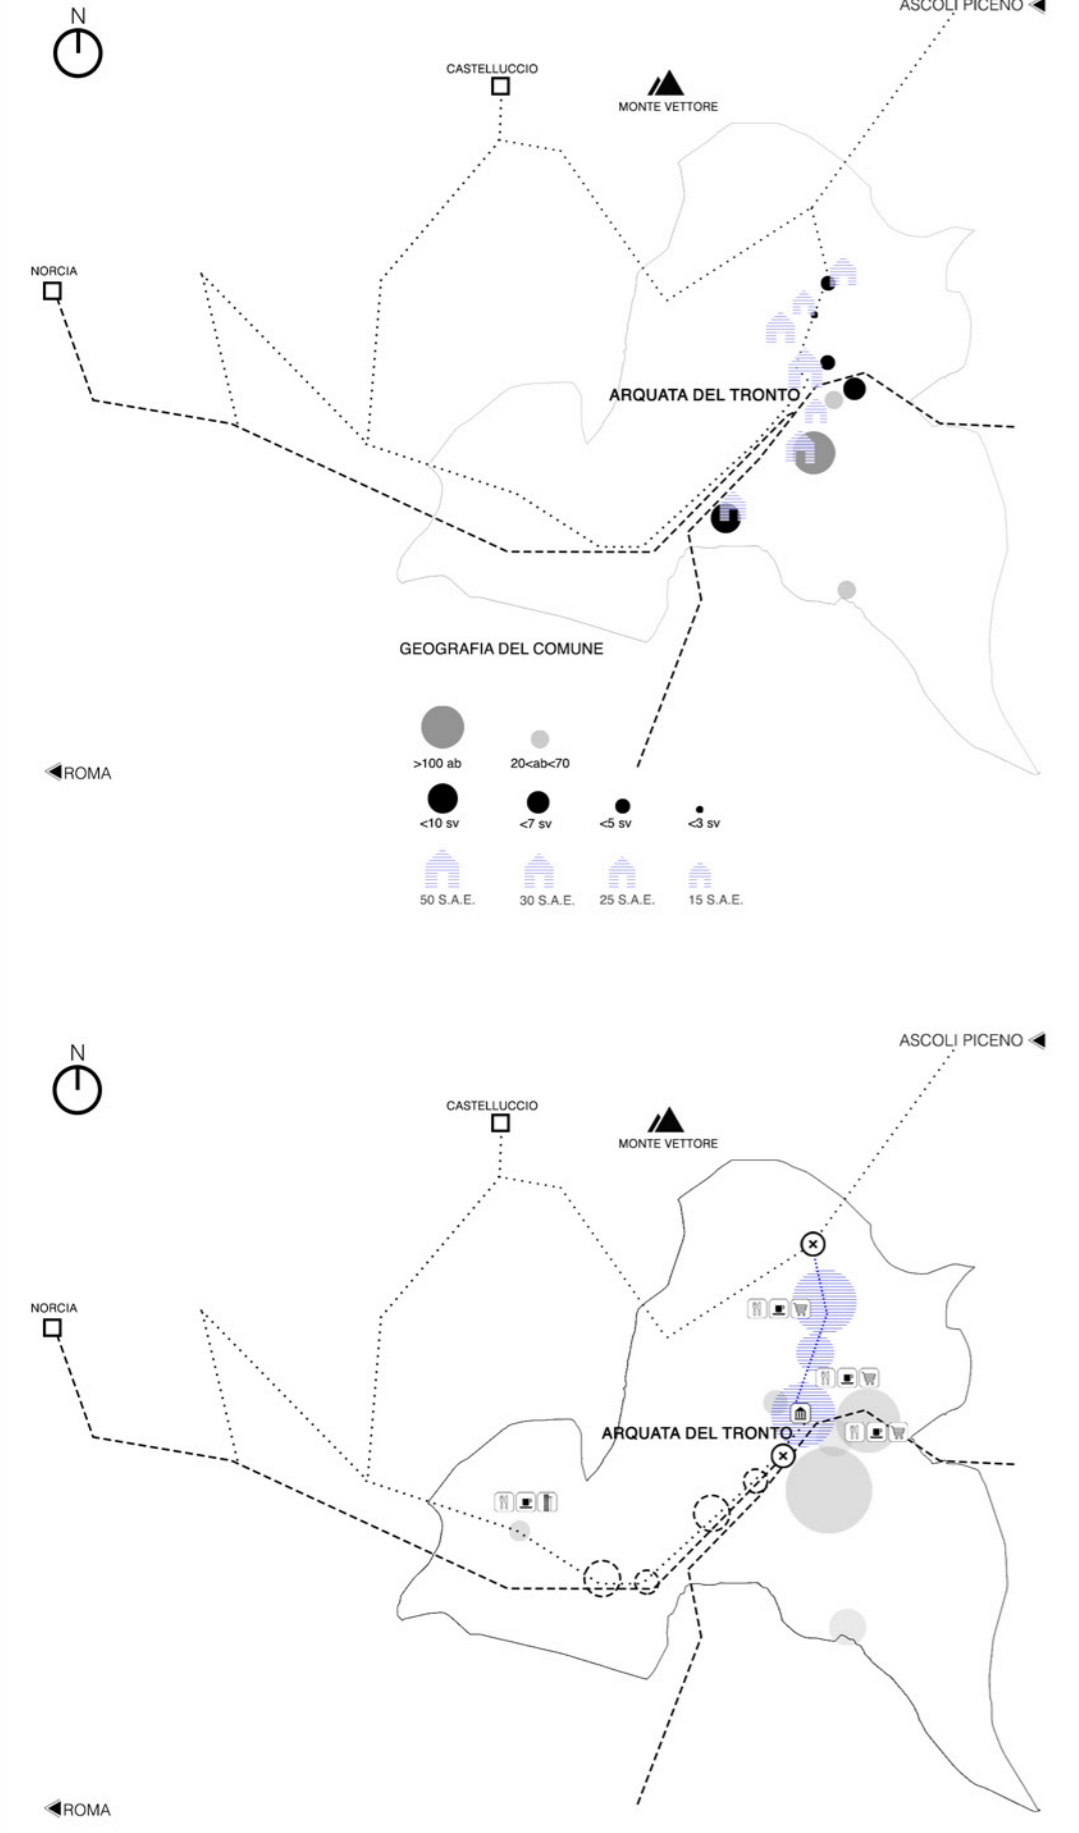 ASCOLI PICENO
N
CASTELLUCCIO
MONTE VETTORE
NORCIA
ARQUATA DEL TRONTO
GEOGRAFIA DEL COMUNE
>100 ab 20<ab<70
ROMA
<10 sv <7 sv <5 sv <3 sv
50 S.A.E. 30 S.A.E. 25 S.A.E. 15 S.A.E.
ASCOLI PICENO
N
CASTELLUCCIO
MONTE VETTORE
NORCIA
ARQUATA DEL TRONTO
ROMA